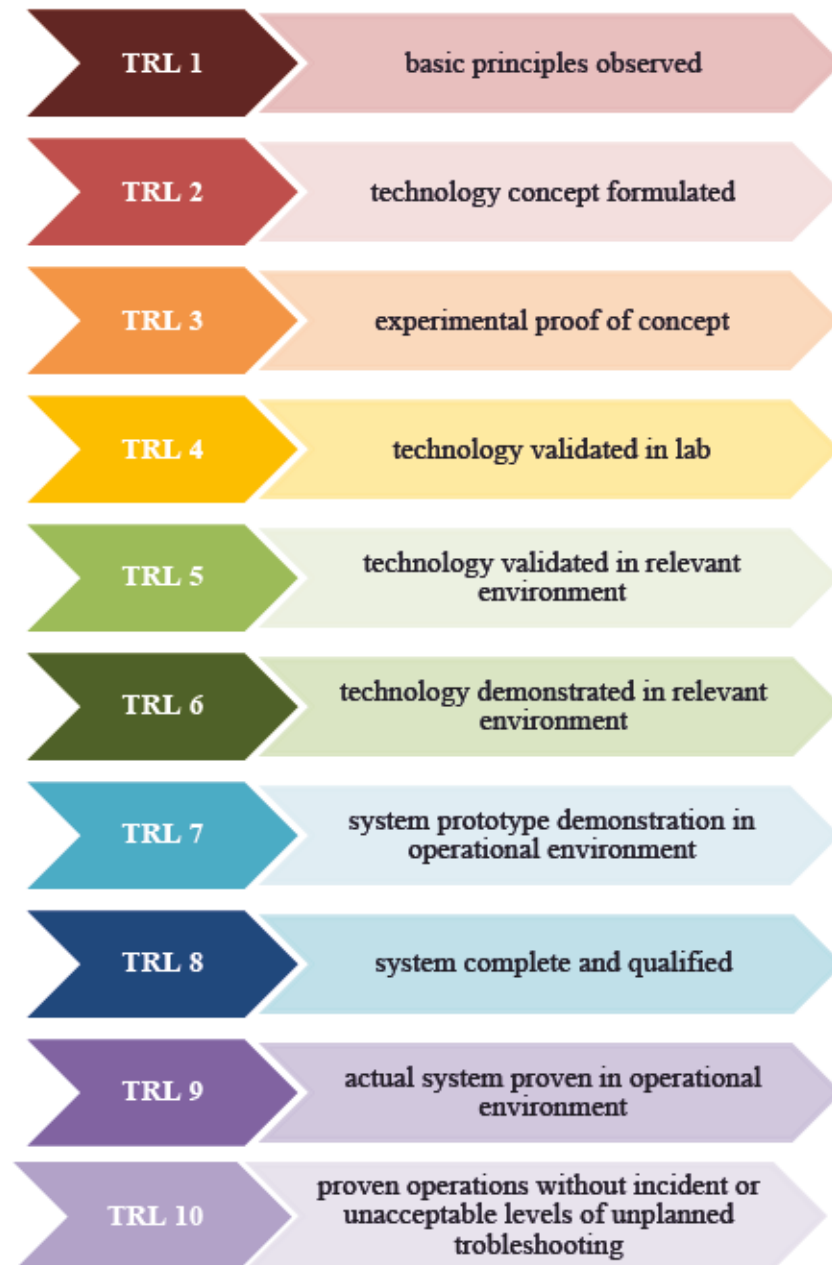 TRL 1
basic principles observed
TRL 2
technology concept formulated
TRL 3
experimental proof of concept
TRL 4
technology validated in lab
TRL 5
technology validated in relevant
environment
TRL 6
technology demonstrated in relevant
environment
TRL 7
system prototype demonstration in
operational environment
TRL 8
system complete and qualified
TRL 9
actual system proven in operational
environment
TRL 10
proven operations without incident or
unacceptable levels of unplanned
trobleshooting